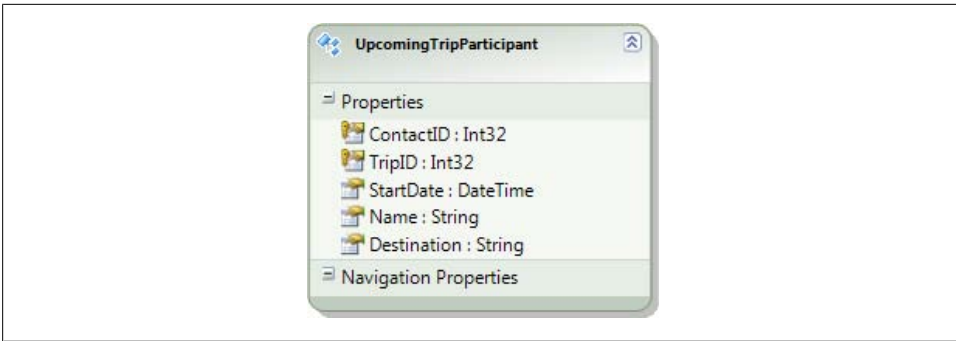 UpcomingTripParticipant
Properties
ContactID : Int32
TripID : Int32
StartDate : DateTime
Name : String
Destination : String
Navigation Properties